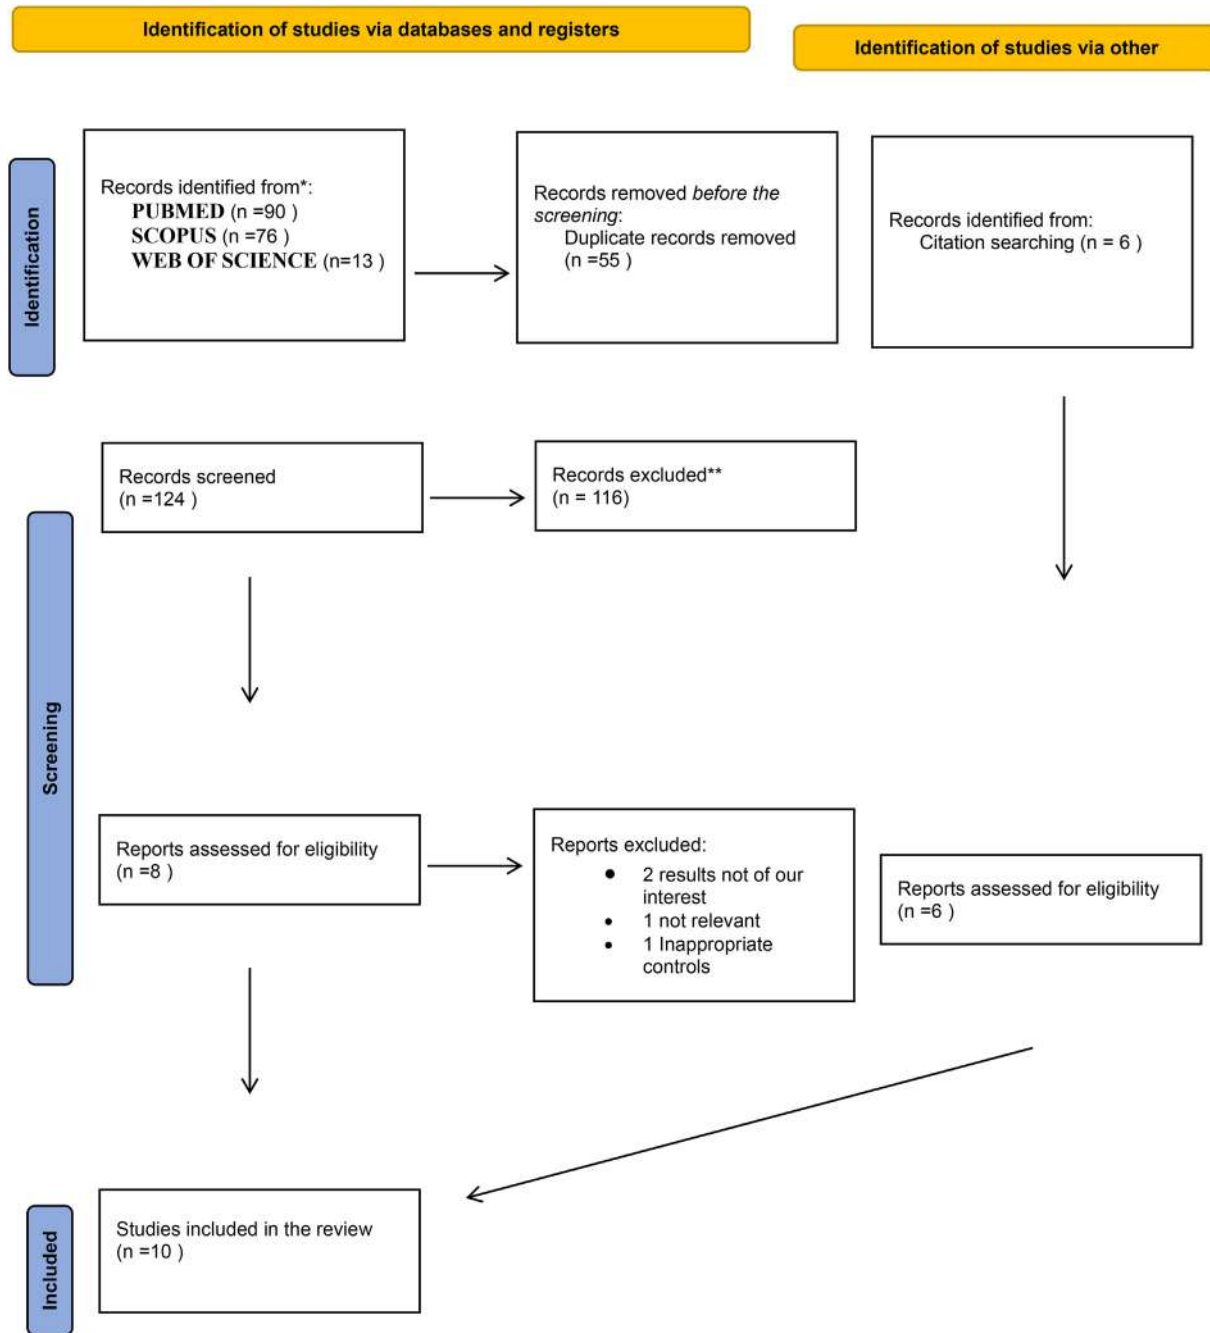 Identification of studies via databases and registers
Identification of studies via other
Identification
Records identified from*:
PUBMED (n =90 )
SCOPUS (n =76 )
WEB OF SCIENCE (n=13 )
Records removed before the
screening:
Duplicate records removed
(n =55 )
Records identified from:
Citation searching (n = 6 )
Screening
Records screened
(n =124 )
Records excluded**
(n = 116)
Reports assessed for eligibility
(n =8 )
Reports excluded:
● 2 results not of our
interest
• 1 not relevant
• 1 Inappropriate
controls
Reports assessed for eligibility
(n =6 )
Included
Studies included in the review
(n =10 )